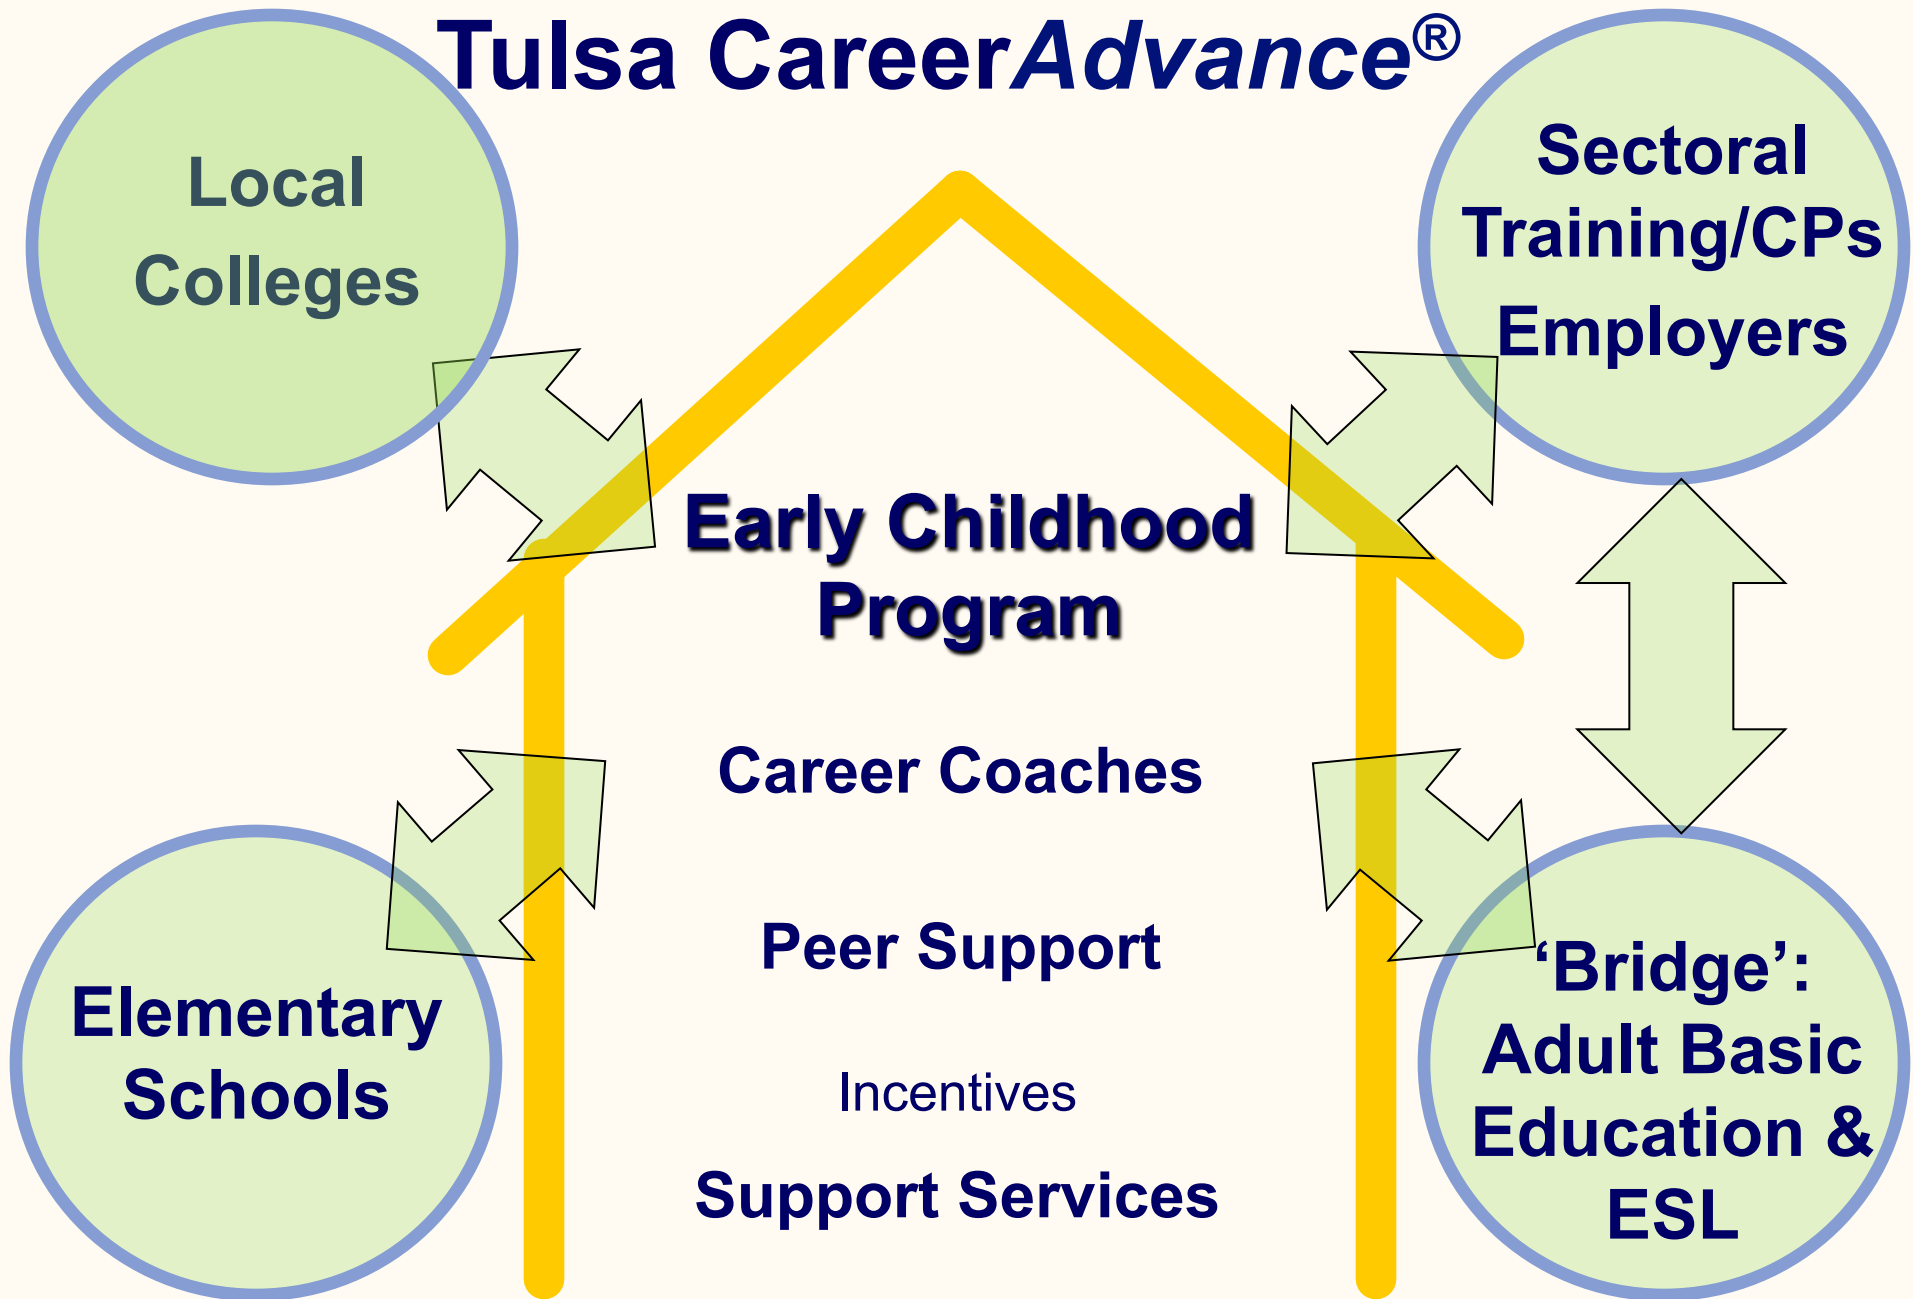 Tulsa CareerAdvance®
Local
Colleges
Sectoral
Training/CPs
Employers
Early Childhood
Program
Career Coaches
Peer Support
Incentives
Support Services
Elementary
Schools
‘Bridge’:
Adult Basic
Education &
ESL